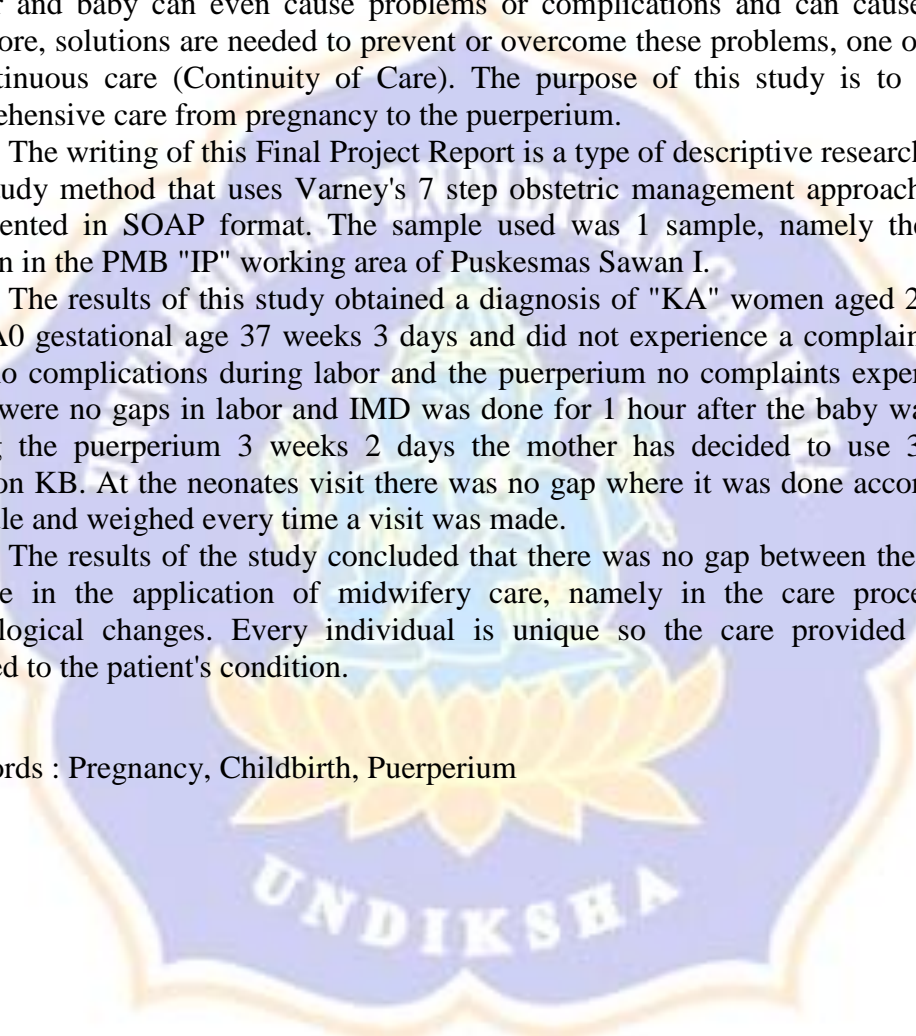 r and baby can even cause problems or complications and can cause
ore, solutions are needed to prevent or overcome these problems, one o
tinuous care (Continuity of Care). The purpose of this study is to
ehensive care from pregnancy to the puerperium.
The writing of this Final Project Report is a type of descriptive research
udy method that uses Varney's 7 step obstetric management approach
ented in SOAP format. The sample used was 1 sample, namely the
n in the PMB "IP" working area of Puskesmas Sawan I.
The results of this study obtained a diagnosis of "KA" women aged 2
A0 gestational age 37 weeks 3 days and did not experience a complain
o complications during labor and the puerperium no complaints exper
were no gaps in labor and IMD was done for 1 hour after the baby wa
the puerperium 3 weeks 2 days the mother has decided to use 3
on KB. At the neonates visit there was no gap where it was done accor
le and weighed every time a visit was made.
The results of the study concluded that there was no gap between the
e in the application of midwifery care, namely in the care proce
logical changes. Every individual is unique so the care provided
ed to the patient's condition.
ords : Pregnancy, Childbirth, Puerperium
UNDIKSHA